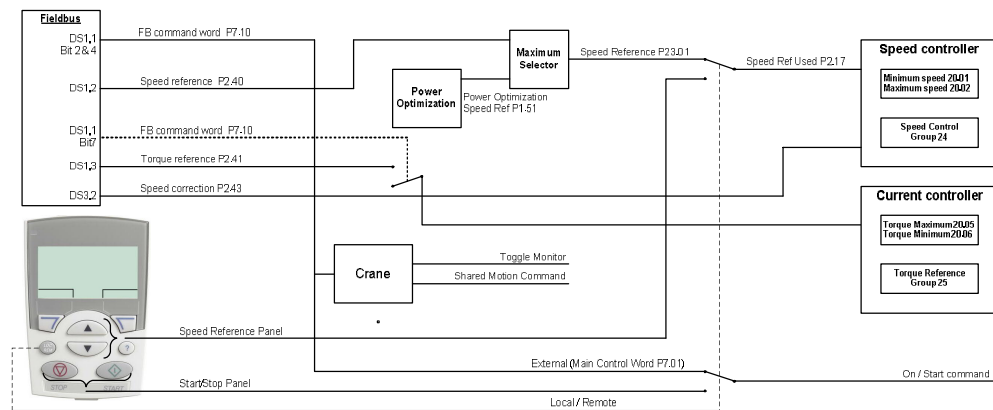 Fieldbus
DS1.1
Bit 2 & 4
FB command word P7.10
DS1.2
Speed reference P2.40
DS1.1
Bit7
FB command word P7.10
DS1.3
Torque reference P2.41
DS3.2
Speed correction P2.43
Power
Optimization
Power Optimization
Speed Ref P1.51
Maximum
Selector
Speed Reference P23.01
Speed Ref Used P2.17
Speed controller
Minimum speed 20.01
Maximum speed 20.02
Speed Control
Group 24
Current controller
Torque Maximum 20.05
Torque Minimum 20.06
Torque Reference
Group 25
Crane
Toggle Monitor
Shared Motion Command
Speed Reference Panel
?
STOP
START
Start/Stop Panel
External (Main Control Word P7.01)
On / Start command
Local / Remote